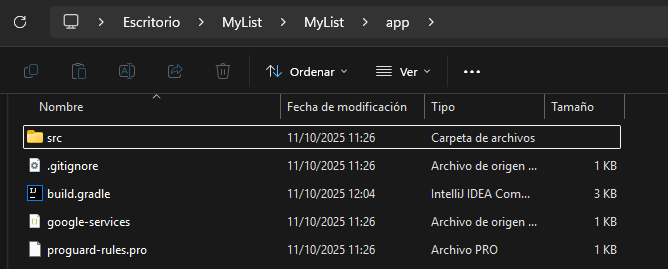 Escritorio > MyList > MyList > app >
Ordenar Ver
Nombre Fecha de modificación Tipo Tamaño
src 11/10/2025 11:26 Carpeta de archivos
.gitignore 11/10/2025 11:26 Archivo de origen ... 1 KB
build.gradle 11/10/2025 12:04 IntelliJ IDEA Com... 3 KB
google-services 11/10/2025 11:26 Archivo de origen ... 1 KB
proguard-rules.pro 11/10/2025 11:26 Archivo PRO 1 KB